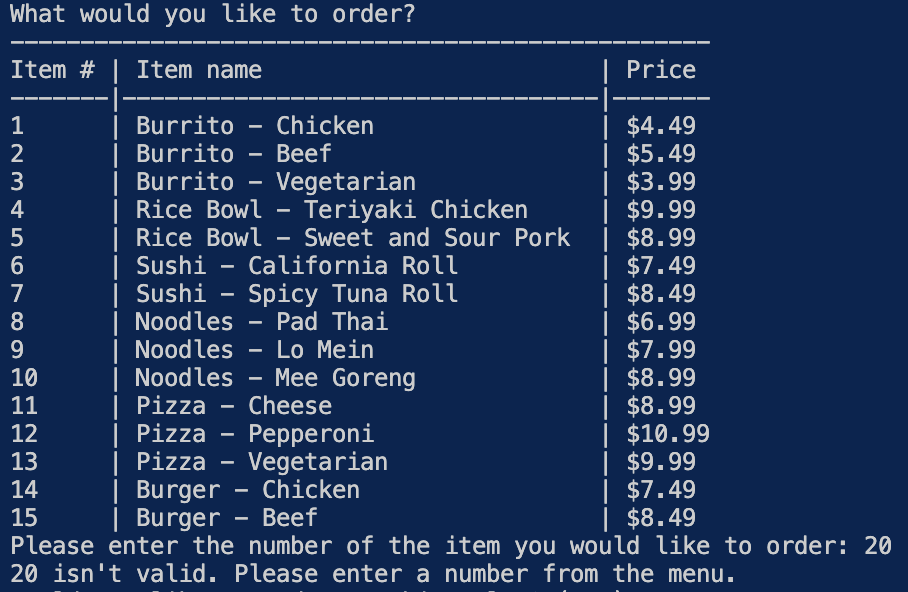 What would you like to order?
--------------------------------------------------
Item # | Item name                        | Price
-------|----------------------------------|-------
1      | Burrito - Chicken                | $4.49
2      | Burrito - Beef                   | $5.49
3      | Burrito - Vegetarian             | $3.99
4      | Rice Bowl - Teriyaki Chicken     | $9.99
5      | Rice Bowl - Sweet and Sour Pork  | $8.99
6      | Sushi - California Roll          | $7.49
7      | Sushi - Spicy Tuna Roll          | $8.49
8      | Noodles - Pad Thai               | $6.99
9      | Noodles - Lo Mein                | $7.99
10     | Noodles - Mee Goreng             | $8.99
11     | Pizza - Cheese                   | $8.99
12     | Pizza - Pepperoni                | $10.99
13     | Pizza - Vegetarian               | $9.99
14     | Burger - Chicken                 | $7.49
15     | Burger - Beef                    | $8.49
Please enter the number of the item you would like to order: 20
20 isn't valid. Please enter a number from the menu.